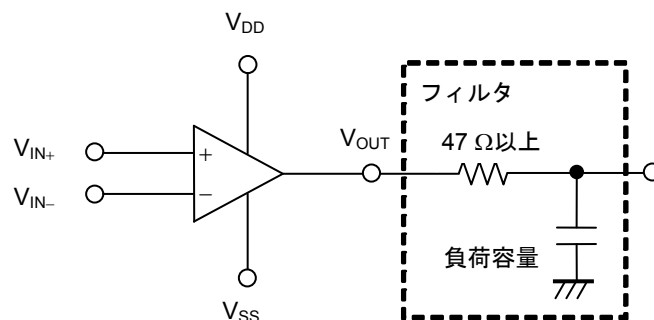 V_DD
フィルタ
V_OUT
47 Ω以上
V_IN+
+
V_IN−
−
負荷容量
V_SS